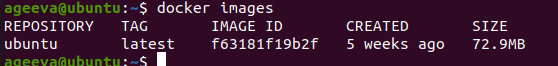 ageeva@ubuntu:~$ docker images
REPOSITORY   TAG       IMAGE ID       CREATED       SIZE
ubuntu       latest    f63181f19b2f   5 weeks ago   72.9MB
ageeva@ubuntu:~$